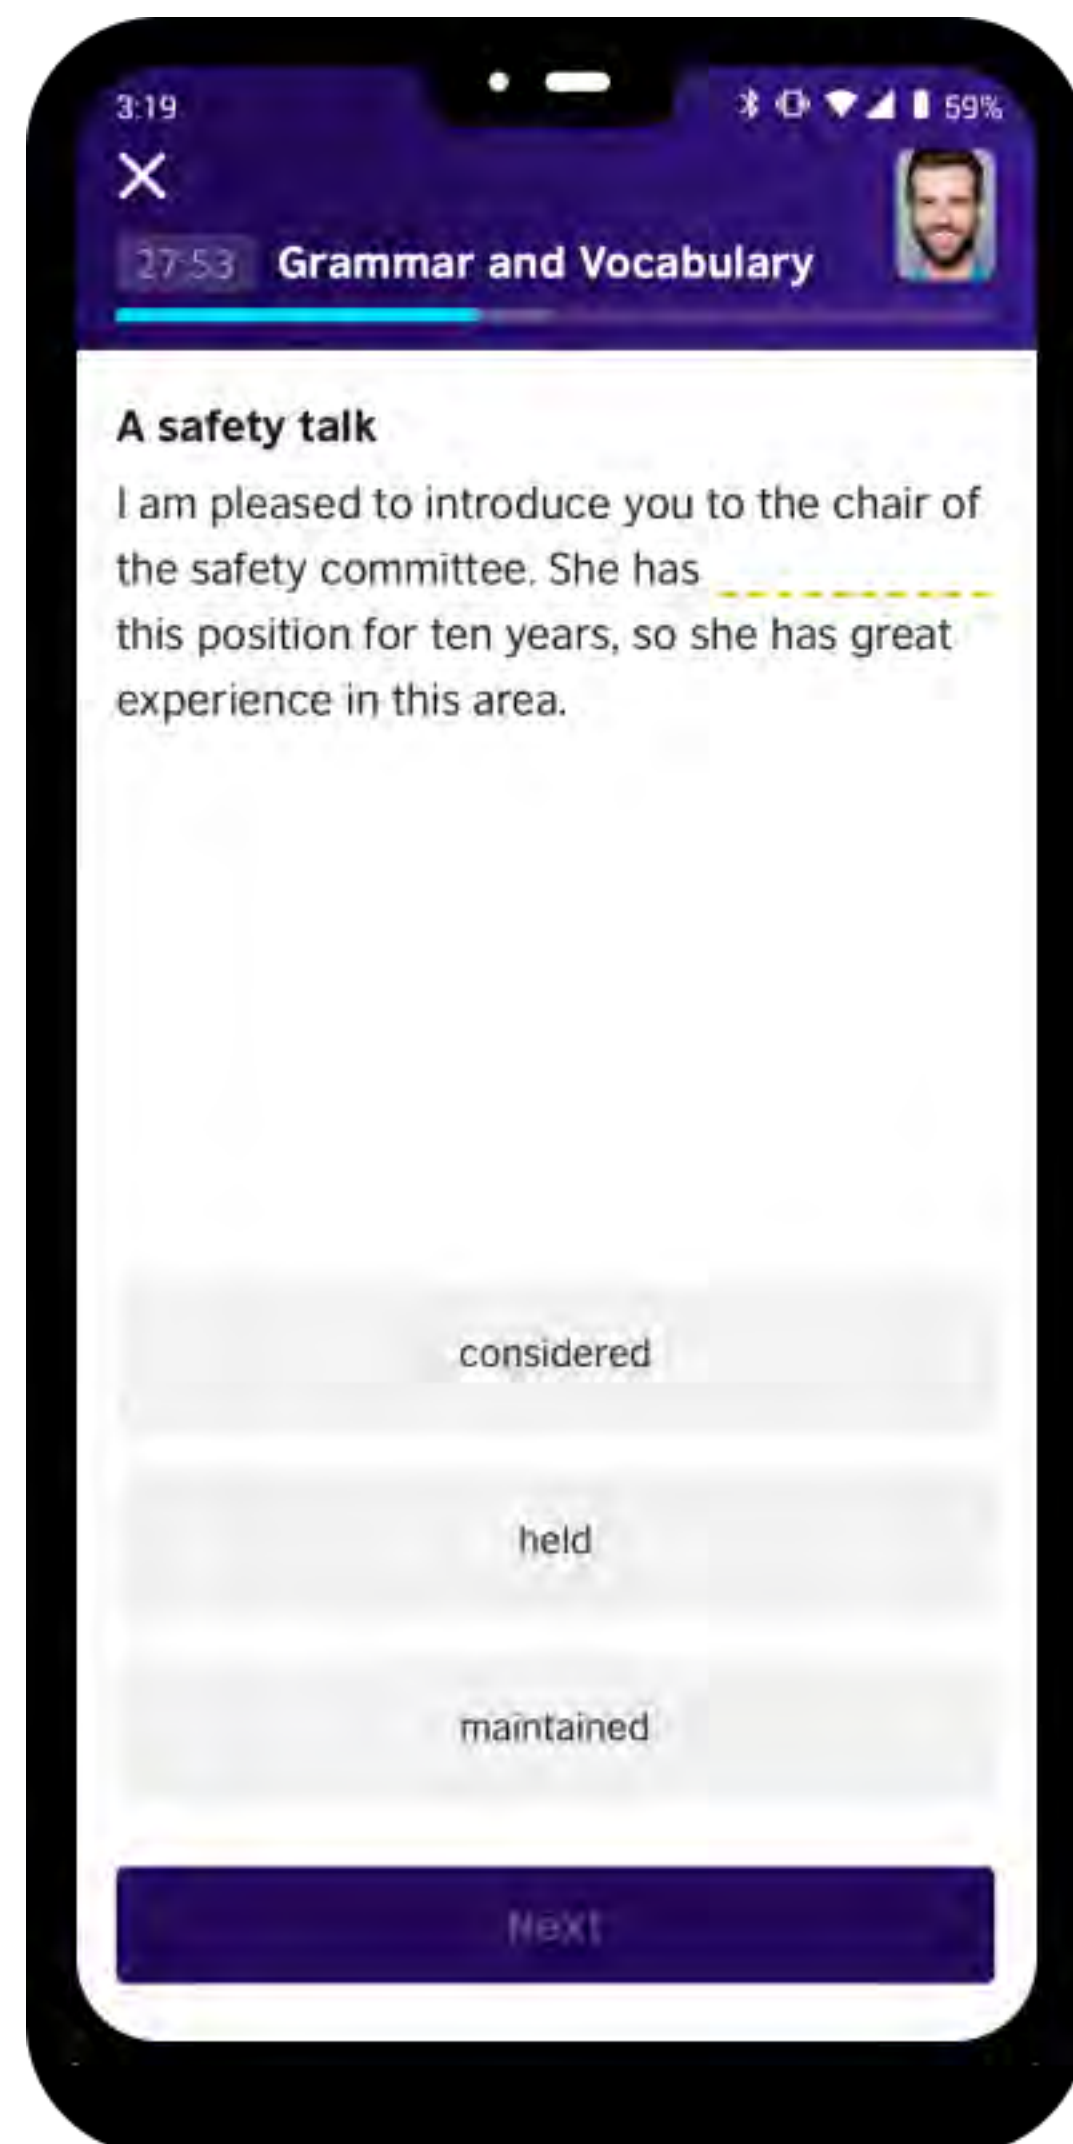 3:19
59%
27:53
Grammar and Vocabulary
A safety talk
I am pleased to introduce you to the chair of
the safety committee. She has
this position for ten years, so she has great
experience in this area.
considered
held
maintained
Next